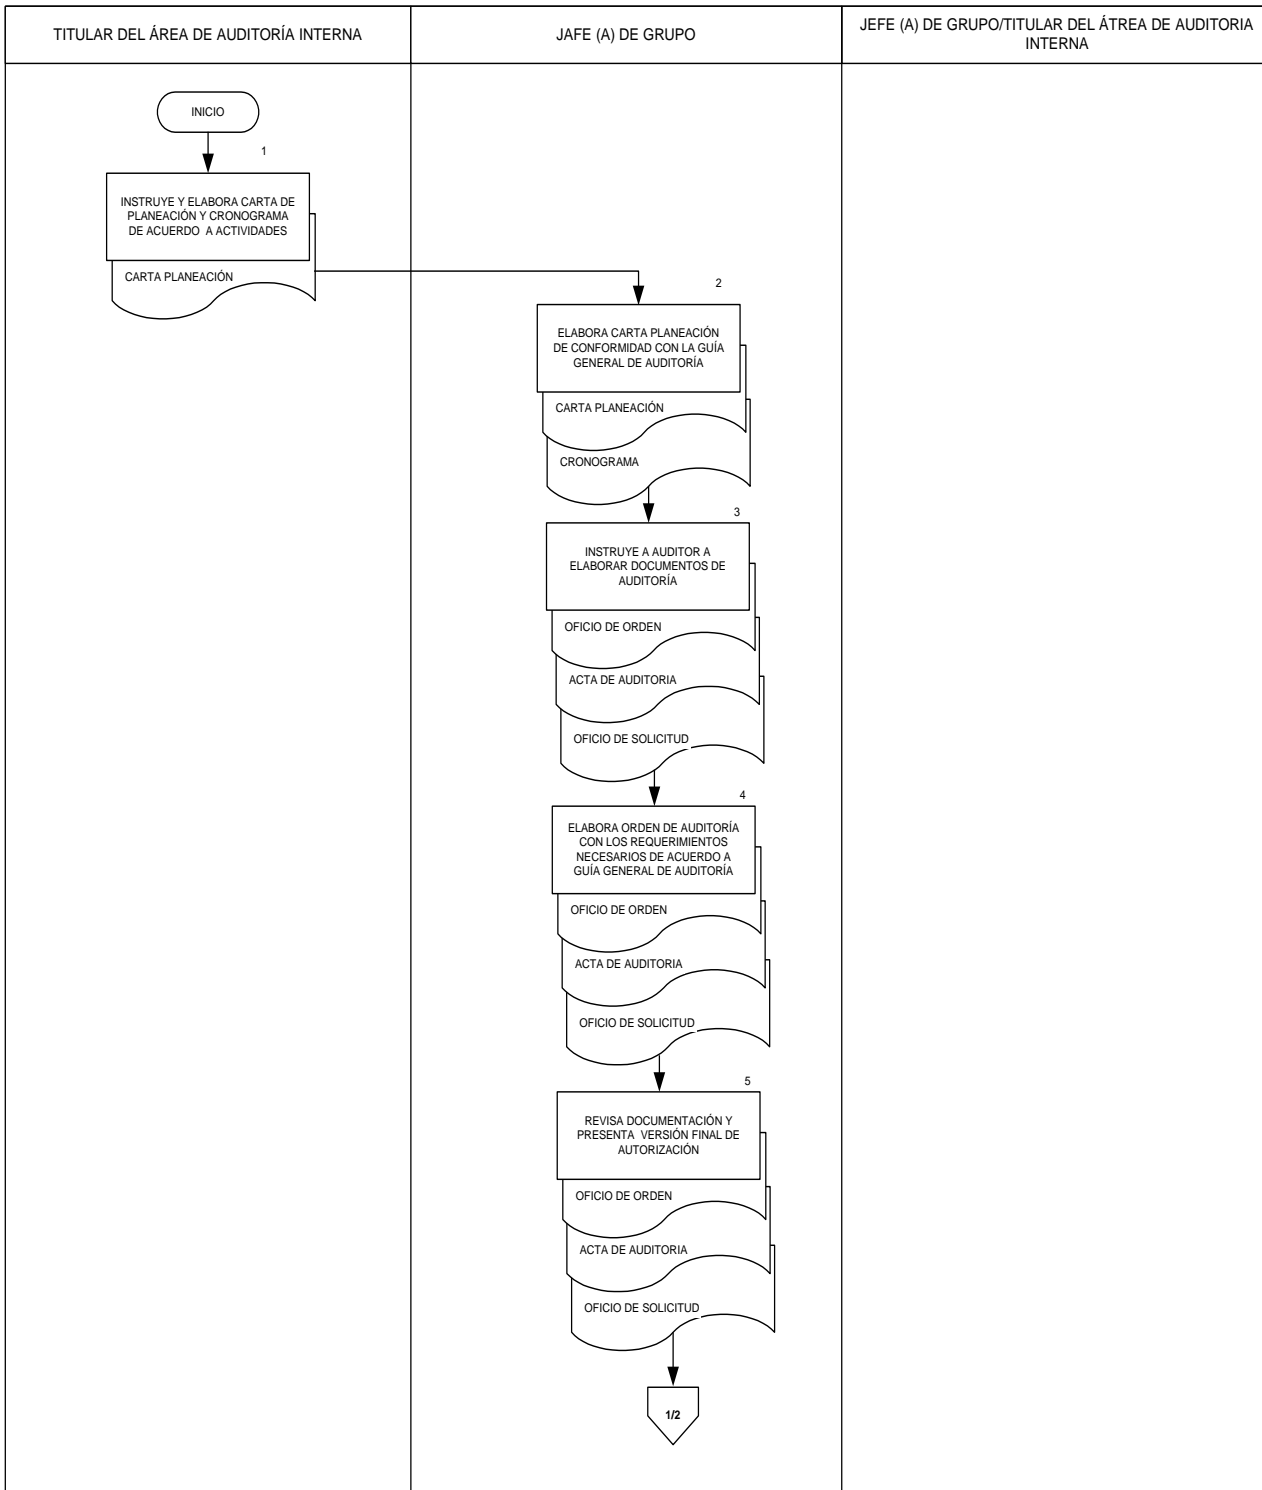 TITULAR DEL ÁREA DE AUDITORÍA INTERNA
JAFE (A) DE GRUPO
JEFE (A) DE GRUPO/TITULAR DEL ÁTREA DE AUDITORIA
INTERNA
INICIO
1
INSTRUYE Y ELABORA CARTA DE
PLANEACIÓN Y CRONOGRAMA
DE ACUERDO A ACTIVIDADES
CARTA PLANEACIÓN
2
ELABORA CARTA PLANEACIÓN
DE CONFORMIDAD CON LA GUÍA
GENERAL DE AUDITORÍA
CARTA PLANEACIÓN
CRONOGRAMA
3
INSTRUYE A AUDITOR A
ELABORAR DOCUMENTOS DE
AUDITORÍA
OFICIO DE ORDEN
ACTA DE AUDITORIA
OFICIO DE SOLICITUD
4
ELABORA ORDEN DE AUDITORÍA
CON LOS REQUERIMIENTOS
NECESARIOS DE ACUERDO A
GUÍA GENERAL DE AUDITORÍA
OFICIO DE ORDEN
ACTA DE AUDITORIA
OFICIO DE SOLICITUD
5
REVISA DOCUMENTACIÓN Y
PRESENTA VERSIÓN FINAL DE
AUTORIZACIÓN
OFICIO DE ORDEN
ACTA DE AUDITORIA
OFICIO DE SOLICITUD
1/2